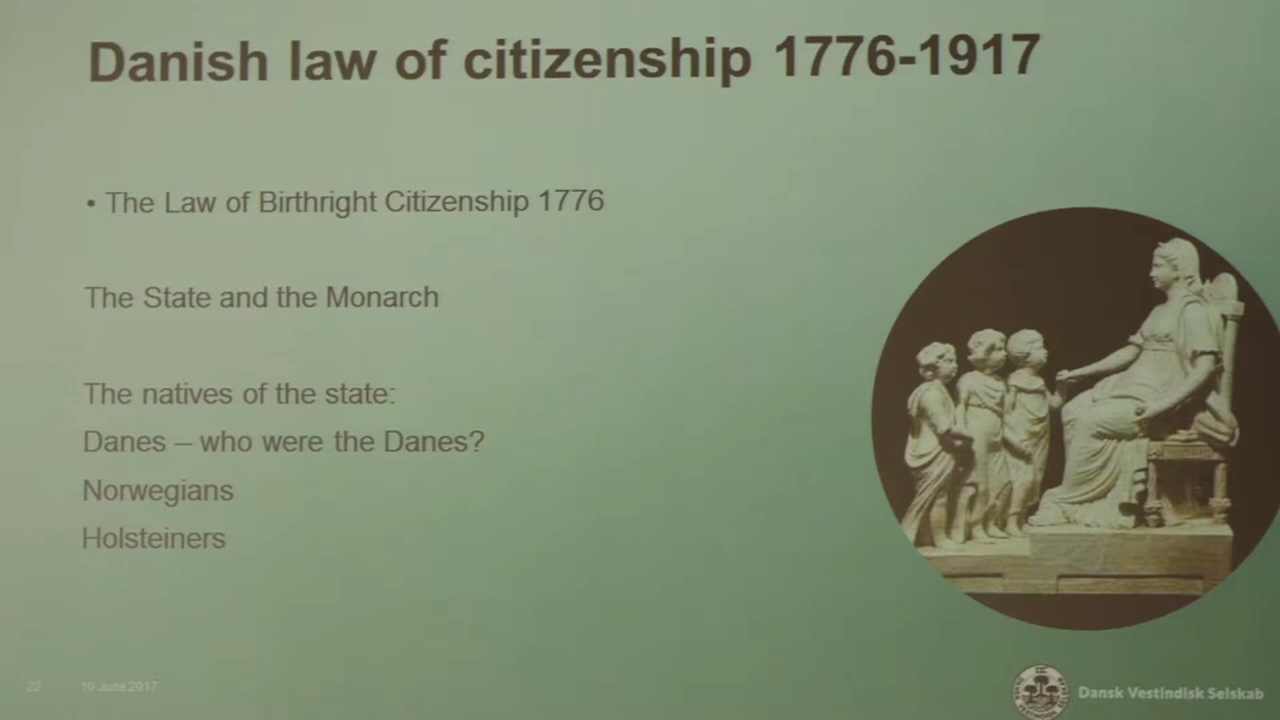 Danish law of citizenship 1776-1917
• The Law of Birthright Citizenship 1776
The State and the Monarch
The natives of the state:
Danes – who were the Danes?
Norwegians
Holsteiners
22 10 June 2017
Dansk Vestindisk Selskab